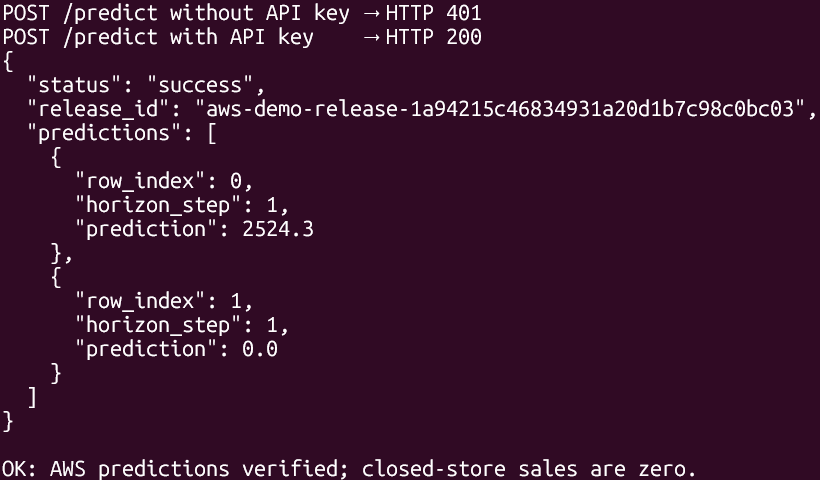 POST /predict without API key → HTTP 401
POST /predict with API key    → HTTP 200
{
  "status": "success",
  "release_id": "aws-demo-release-1a94215c46834931a20d1b7c98c0bc03",
  "predictions": [
    {
      "row_index": 0,
      "horizon_step": 1,
      "prediction": 2524.3
    },
    {
      "row_index": 1,
      "horizon_step": 1,
      "prediction": 0.0
    }
  ]
}

OK: AWS predictions verified; closed-store sales are zero.